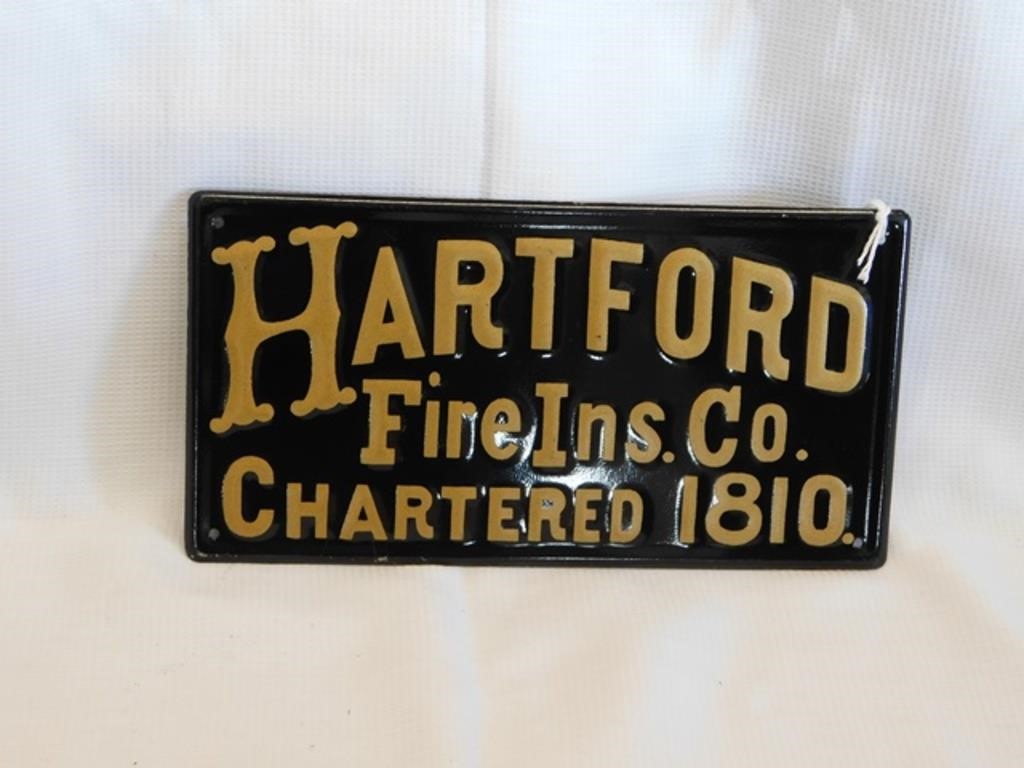 HARTFORD
Fire Ins. Co.
CHARTERED 1810.